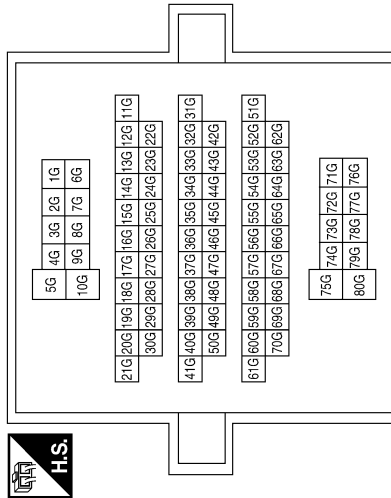 H.S.
5G 4G 3G 2G 1G
10G 9G 8G 7G 6G
21G 20G 19G 18G 17G 16G 15G 14G 13G 12G 11G
30G 29G 28G 27G 26G 25G 24G 23G 22G
41G 40G 39G 38G 37G 36G 35G 34G 33G 32G 31G
50G 49G 48G 47G 46G 45G 44G 43G 42G
61G 60G 59G 58G 57G 56G 55G 54G 53G 52G 51G
70G 69G 68G 67G 66G 65G 64G 63G 62G
75G 74G 73G 72G 71G
80G 79G 78G 77G 76G